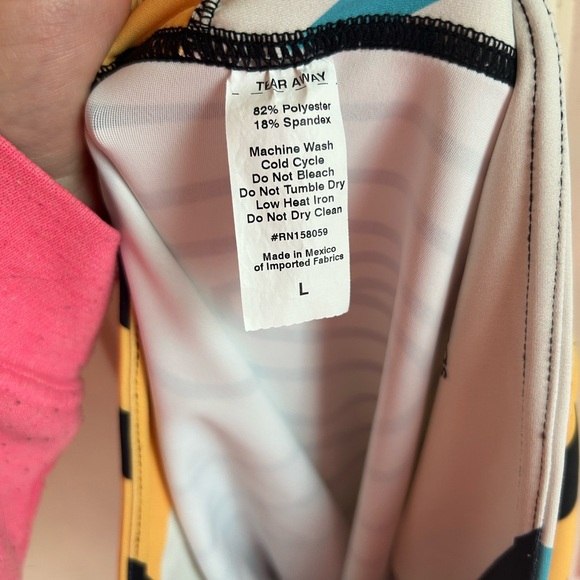 TEAR AWAY
82% Polyester
18% Spandex
Machine Wash
Cold Cycle
Do Not Bleach
Do Not Tumble Dry
Low Heat Iron
Do Not Dry Clean
#RN158059
Made in Mexico
of Imported Fabrics
L